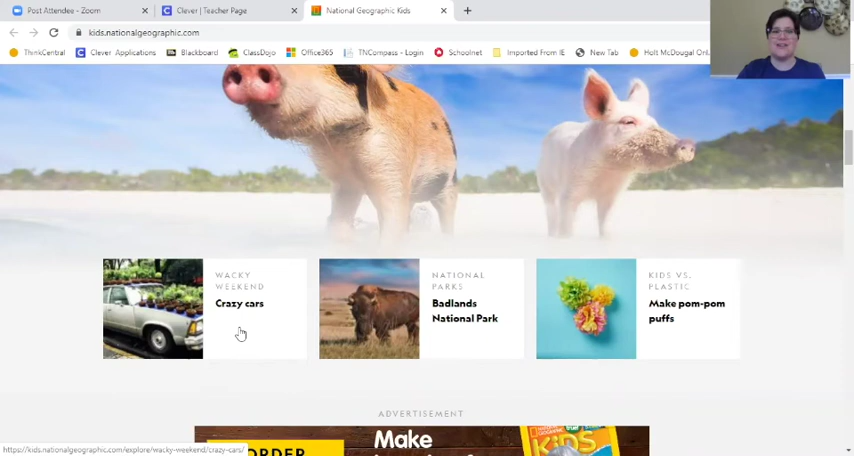 Post Attendee - Zoom
Clever | Teacher Page
National Geographic Kids
kids.nationalgeographic.com
ThinkCentral
Clever Applications
Blackboard
ClassDojo
Office365
TNCompass - Login
Schoolnet
Imported From IE
New Tab
Holt McDougal Onl...
WACKY
WEEKEND
Crazy cars
NATIONAL
PARKS
Badlands
National Park
KIDS VS.
PLASTIC
Make pom-pom
puffs
ADVERTISEMENT
ORDER
Make
KiDS
https://kids.nationalgeographic.com/explore/wacky-weekend/crazy-cars/